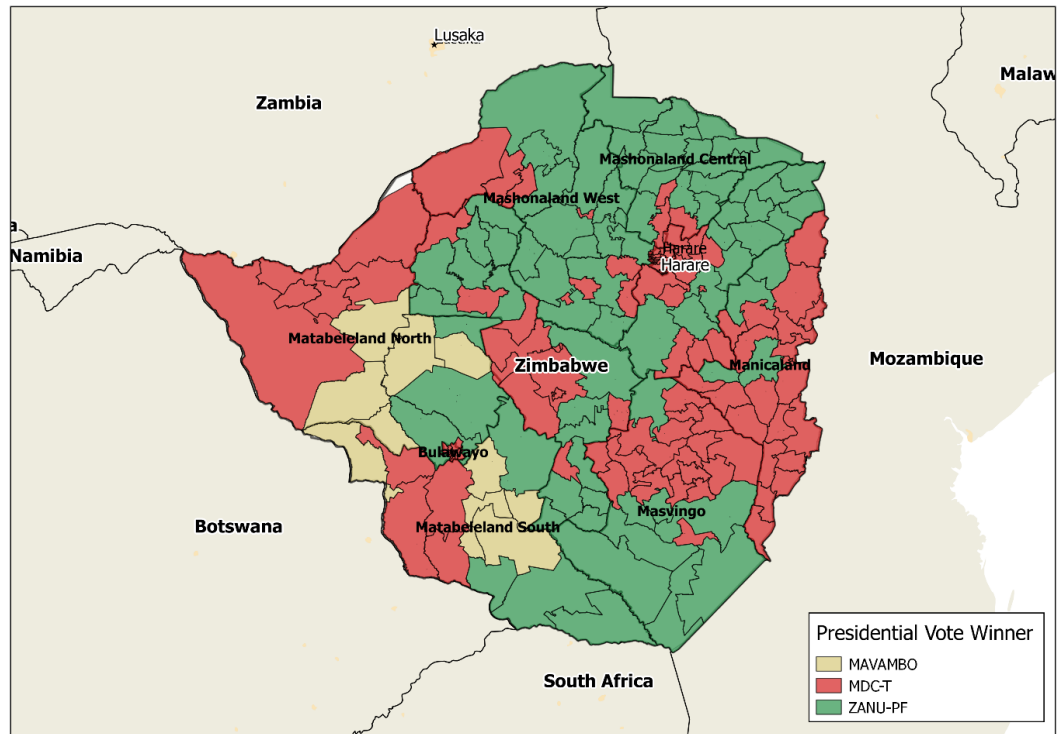 Lusaka
Malaw
Zambia
Mashonaland Central
Mashonaland West
a
Namibia
Harare
Harare
Matabeleland North
Zimbabwe
Manicaland
Mozambique
Bulawayo
Masvingo
Botswana
Matabeleland South
South Africa
Presidential Vote Winner
MAVAMBO
MDC-T
ZANU-PF